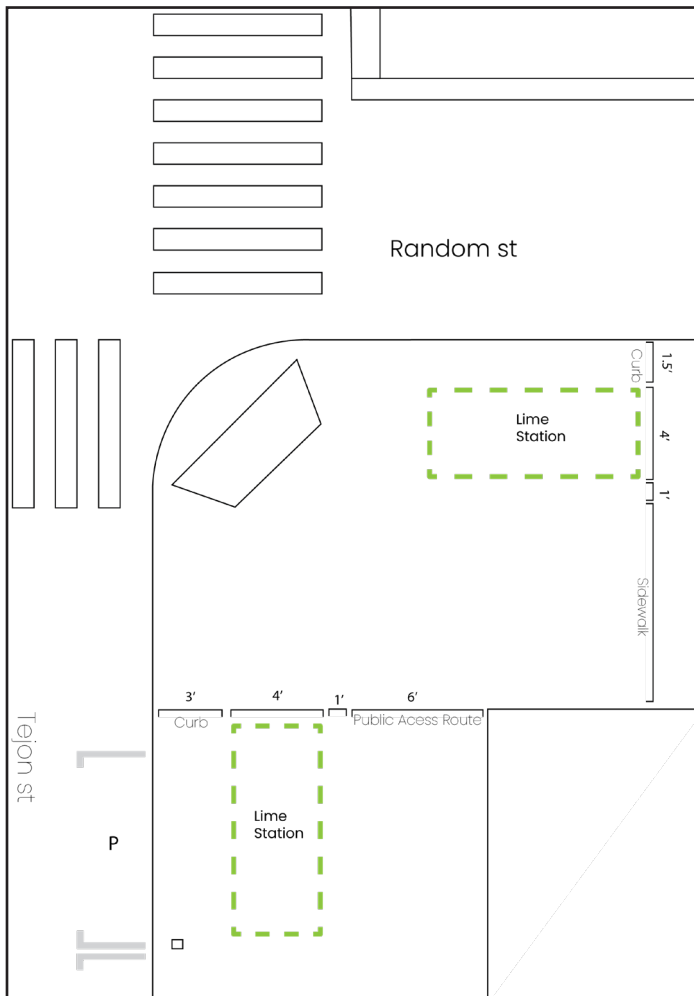 Random st
1.5'
Curb
Lime
Station
4'
1'
Sidewalk
3'
4'
1'
6'
Curb
Public Acess Route
Tejon st
Lime
Station
P